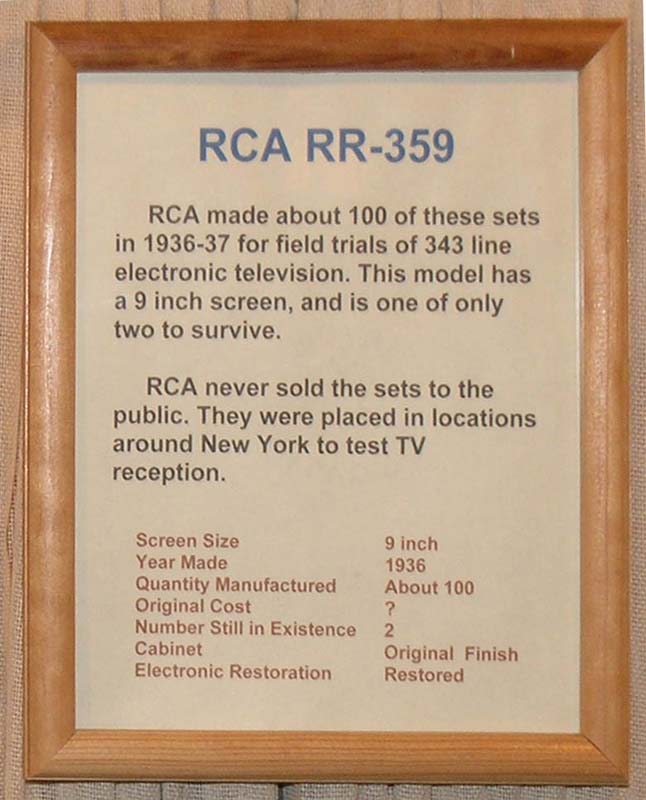 RCA RR-359
RCA made about 100 of these sets
in 1936-37 for field trials of 343 line
electronic television. This model has
a 9 inch screen, and is one of only
two to survive.
RCA never sold the sets to the
public. They were placed in locations
around New York to test TV
reception.
Screen Size 9 inch
Year Made 1936
Quantity Manufactured About 100
Original Cost ?
Number Still in Existence 2
Cabinet Original Finish
Electronic Restoration Restored